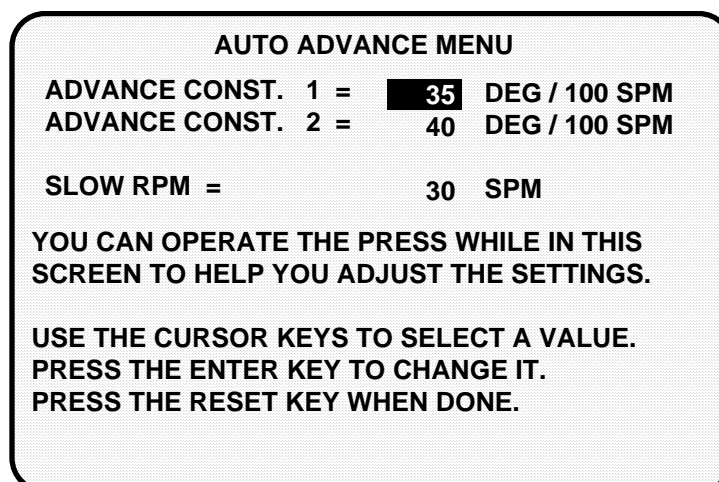 AUTO ADVANCE MENU
ADVANCE CONST. 1 = 35 DEG / 100 SPM
ADVANCE CONST. 2 = 40 DEG / 100 SPM
SLOW RPM = 30 SPM
YOU CAN OPERATE THE PRESS WHILE IN THIS
SCREEN TO HELP YOU ADJUST THE SETTINGS.
USE THE CURSOR KEYS TO SELECT A VALUE.
PRESS THE ENTER KEY TO CHANGE IT.
PRESS THE RESET KEY WHEN DONE.